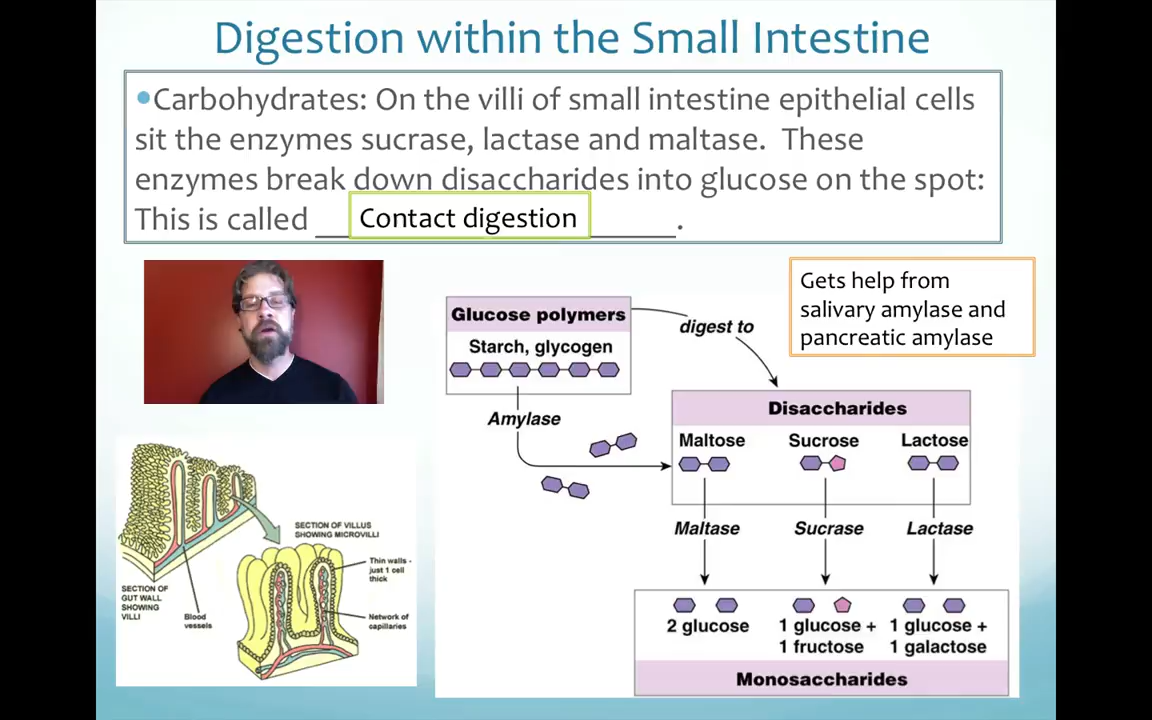 Digestion within the Small Intestine
•Carbohydrates: On the villi of small intestine epithelial cells
sit the enzymes sucrase, lactase and maltase. These
enzymes break down disaccharides into glucose on the spot:
This is called ___Contact digestion______.
Gets help from
salivary amylase and
pancreatic amylase
Glucose polymers
Starch, glycogen
digest to
Amylase
Disaccharides
Maltose Sucrose Lactose
Maltase Sucrase Lactase
2 glucose
1 glucose +
1 fructose
1 glucose +
1 galactose
Monosaccharides
SECTION OF
GUT WALL
SHOWING
VILLI
Blood
vessels
SECTION OF VILLUS
SHOWING MICROVILLI
Thin walls -
just 1 cell
thick
Network of
capillaries